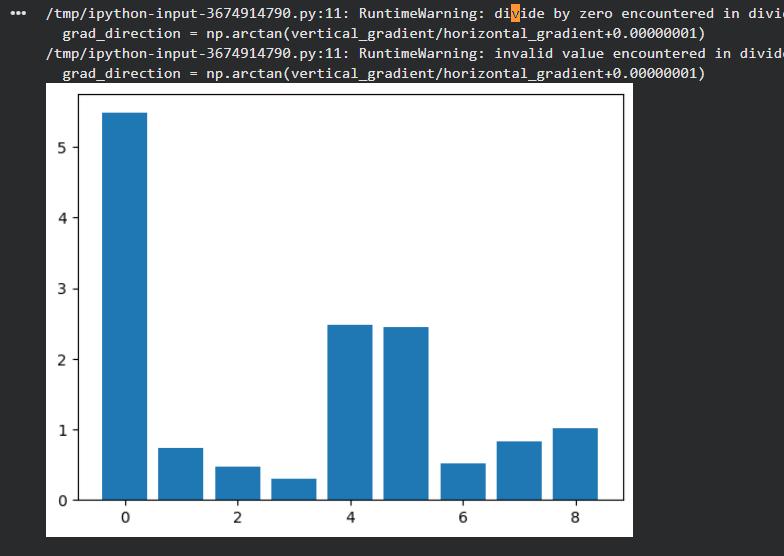 /tmp/ipython-input-3674914790.py:11: RuntimeWarning: divide by zero encountered in divi
grad_direction = np.arctan(vertical_gradient/horizontal_gradient+0.00000001)
/tmp/ipython-input-3674914790.py:11: RuntimeWarning: invalid value encountered in divid
grad_direction = np.arctan(vertical_gradient/horizontal_gradient+0.00000001)
5
4
3
2
1
0
0 2 4 6 8